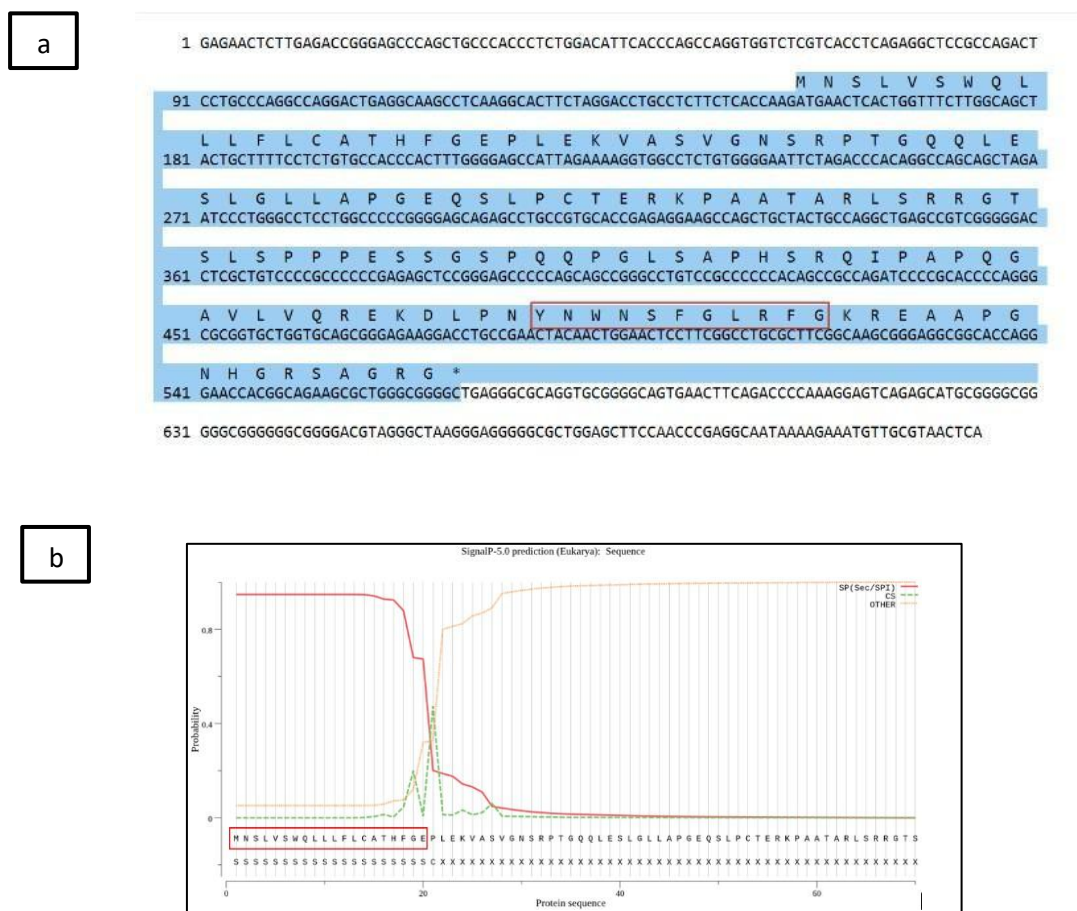 a
1 GAGAACTCTTGAGACCGGGAGCCCAGCTGCCCACCCTCTGGACATTCACCCAGCCAGGTGGTCTCGTCACCTCAGAGGCTCCGCCAGACT
M N S L V S W Q L
91 CCTGCCCAGGCCAGGACTGAGGCAAGCCTCAAGGCACTTCTAGGACCTGCCTCTTCTCACCAAGATGAACTCACTGGTTTCTTGGCAGCT
L L F L C A T H F G E P L E K V A S V G N S R P T G Q Q L E
181 ACTGCTTTTCCTCTGTGCCACCCACTTTGGGGAGCCATTAGAAAAGGTGGCCTCTGTGGGGAATTCTAGACCCACAGGCCAGCAGCTAGA
S L G L L A P G E Q S L P C T E R K P A A T A R L S R R G T
271 ATCCCTGGGCCTCCTGGCCCCCGGGGAGCAGAGCCTGCCGTGCACCGAGAGGAAGCCAGCTGCTACTGCCAGGCTGAGCCGTCGGGGGAC
S L S P P P E S S G S P Q Q P G L S A P H S R Q I P A P Q G
361 CTCGCTGTCCCCGCCCCCCGAGAGCTCCGGGAGCCCCCAGCAGCCGGGCCTGTCCGCCCCCCACAGCCGCCAGATCCCCGCACCCCAGGG
A V L V Q R E K D L P N Y N W N S F G L R F G K R E A A P G
451 CGCGGTGCTGGTGCAGCGGGAGAAGGACCTGCCGAACTACAACTGGAACTCCTTCGGCCTGCGCTTCGGCAAGCGGGAGGCGGCACCAGG
N H G R S A G R G *
541 GAACCACGGCAGAAGCGCTGGGCGGGGCTGAGGGCGCAGGTGCGGGGCAGTGAACTTCAGACCCCAAAGGAGTCAGAGCATGCGGGGCGG
631 GGGCGGGGGGCGGGGACGTAGGGCTAAGGGAGGGGGCGCTGGAGCTTCCAACCCGAGGCAATAAAAGAAATGTTGCGTAACTCA
b
SignalP-5.0 prediction (Eukarya): Sequence
SP(Sec/SPI)
CS
OTHER
0.8
0.4
0
Probability
M N S L V S W Q L L L F L C A T H F G E P L E K V A S V G N S R P T G Q Q L E S L G L L A P G E Q S L P C T E R K P A A T A R L S R R G T S
S S S S S S S S S S S S S S S S S S S S C X X X X X X X X X X X X X X X X X X X X X X X X X X X X X X X X X X X X X X X X X X X X X X X X X
0 20 40 60
Protein sequence